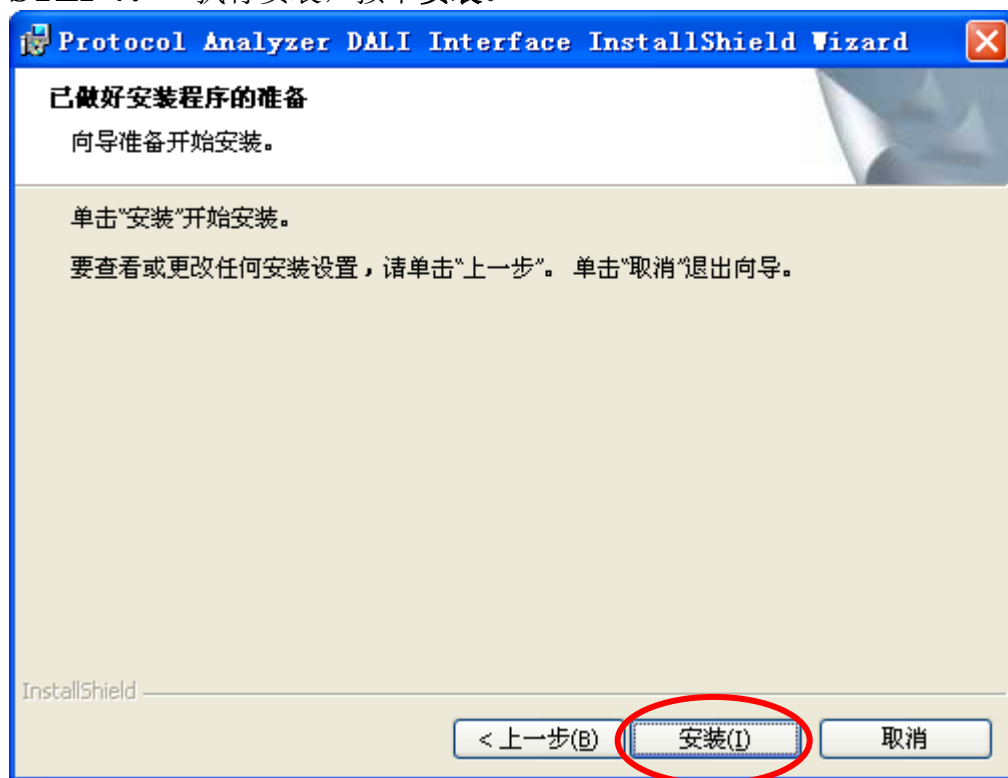 Protocol Analyzer DALI Interface InstallShield Wizard
已做好安装程序的准备
向导准备开始安装。
单击“安装”开始安装。
要查看或更改任何安装设置，请单击“上一步”。 单击“取消”退出向导。
InstallShield
< 上一步(B) 安装(I) 取消